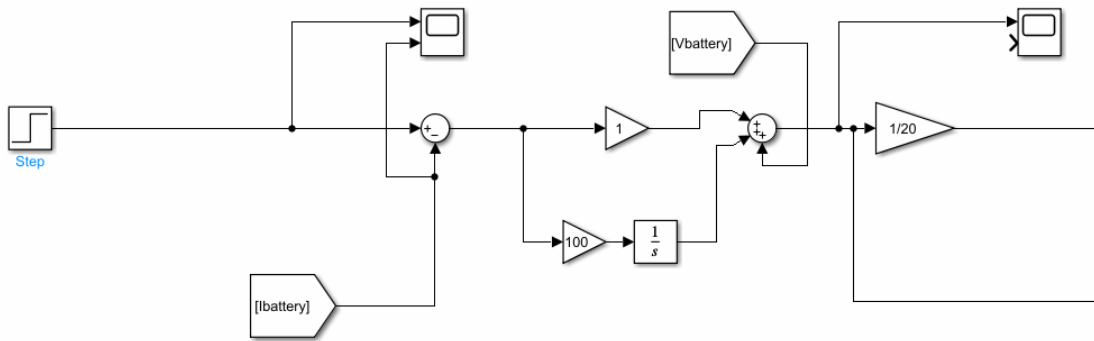 [Vbattery]
+
−
1
+
+
+
1/20
Step
100
1
s
[Ibattery]